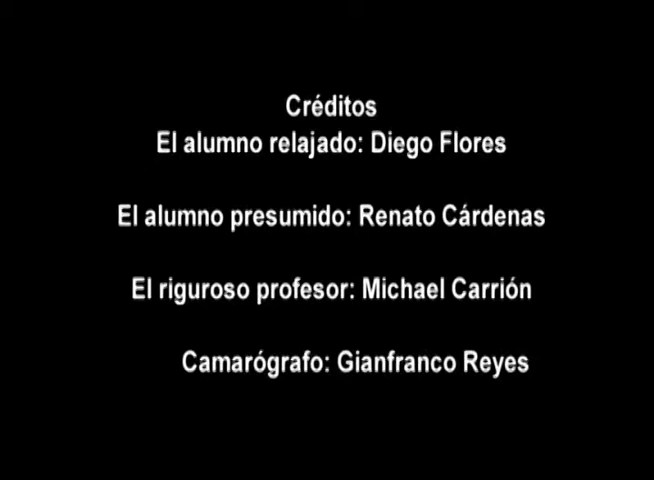 Créditos
El alumno relajado: Diego Flores
El alumno presumido: Renato Cárdenas
El riguroso profesor: Michael Carrión
Camarógrafo: Gianfranco Reyes